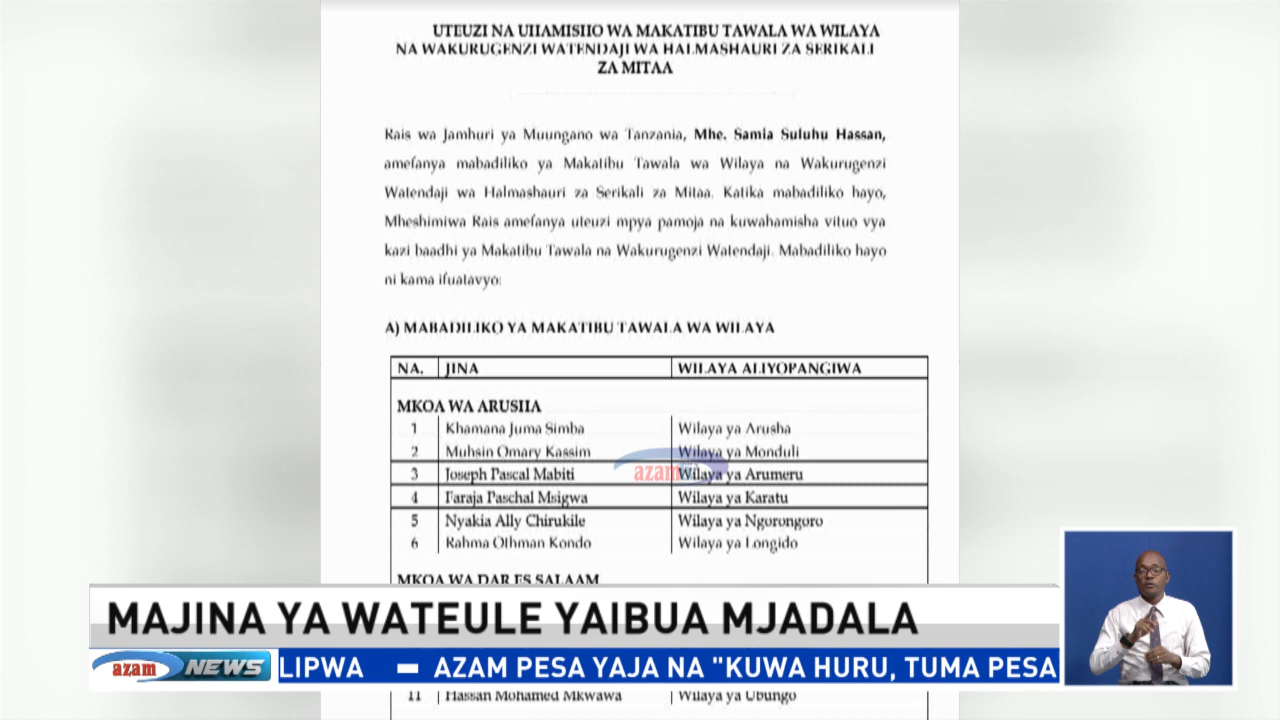 UTEUZI NA UHAMISHO WA MAKATIBU TAWALA WA WILAYA
NA WAKURUGENZI WATENDAJI WA HALMASHAURI ZA SERIKALI
ZA MITAA
Rais wa Jamhuri ya Muungano wa Tanzania, Mhe. Samia Suluhu Hassan,
amefanya mabadiliko ya Makatibu Tawala wa Wilaya na Wakurugenzi
Watendaji wa Halmashauri za Serikali za Mitaa. Katika mabadiliko hayo,
Mheshimiwa Rais amefanya uteuzi mpya pamoja na kuwahamisha vituo vya
kazi baadhi ya Makatibu Tawala na Wakurugenzi Watendaji. Mabadiliko hayo
ni kama ifuatavyo:
A) MABADILIKO YA MAKATIBU TAWALA WA WILAYA
NA. JINA WILAYA ALIYOPANGIWA
MKOA WA ARUSHA
1 Khamana Juma Simba Wilaya ya Arusha
2 Muhsin Omary Kassim Wilaya ya Monduli
3 Joseph Pascal Mabiti Wilaya ya Arumeru
4 Faraja Paschal Msigwa Wilaya ya Karatu
5 Nyakia Ally Chirukile Wilaya ya Ngorongoro
6 Rahma Othman Kondo Wilaya ya Longido
azam
MKOA WA DAR ES SALAAM
MAJINA YA WATEULE YAIBUA MJADALA
azam NEWS LIPWA — AZAM PESA YAJA NA "KUWA HURU, TUMA PESA
11 Hassan Mohamed Mkwawa Wilaya ya Ubungo